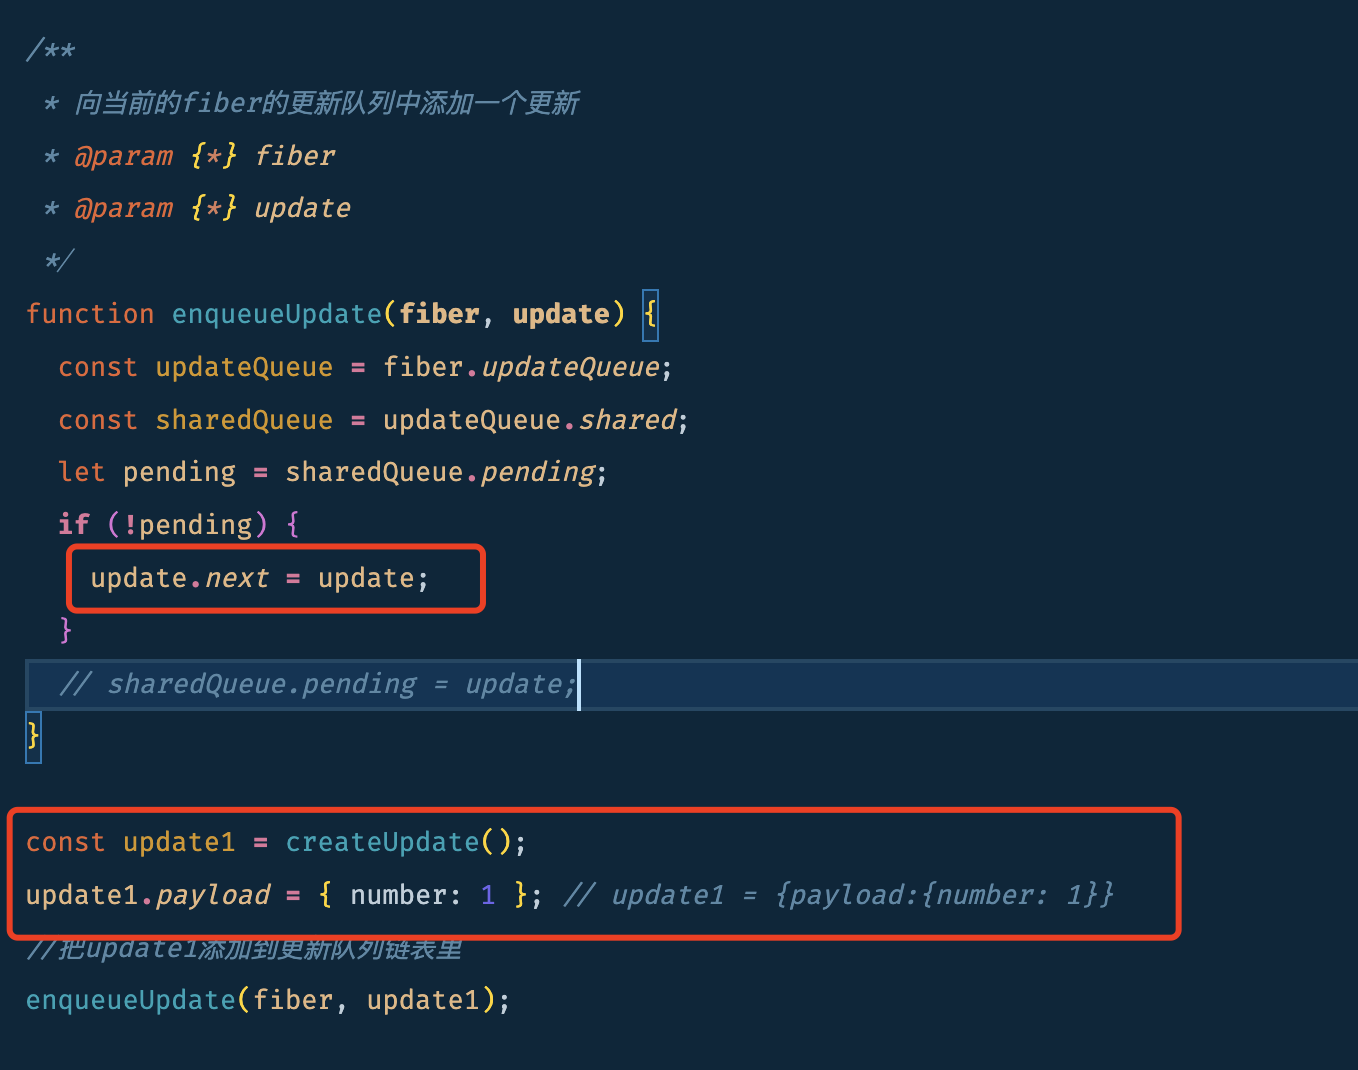 /**
 * 向当前的fiber的更新队列中添加一个更新
 * @param {*} fiber
 * @param {*} update
 */
function enqueueUpdate(fiber, update) {
  const updateQueue = fiber.updateQueue;
  const sharedQueue = updateQueue.shared;
  let pending = sharedQueue.pending;
  if (!pending) {
    update.next = update;
  }
  // sharedQueue.pending = update;
}
const update1 = createUpdate();
update1.payload = { number: 1 }; // update1 = {payload:{number: 1}}
//把update1添加到更新队列链表里
enqueueUpdate(fiber, update1);